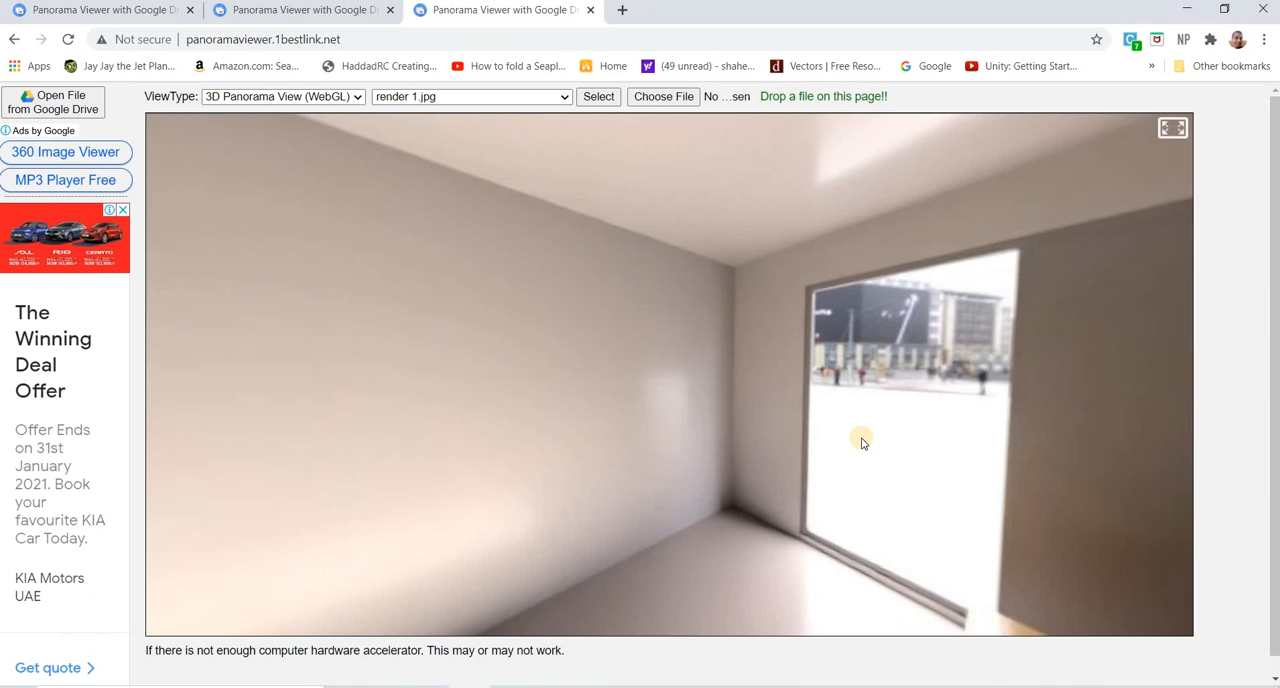 Panorama Viewer with Google Dr
Panorama Viewer with Google D
Panorama Viewer with Google Dr
Not secure
panoramaviewer.1bestlink.net
7
NP
Apps
Jay Jay the Jet Plan...
Amazon.com: Sea...
HaddadRC Creating...
How to fold a Seapl...
Home
(49 unread) - shahe...
Vectors | Free Reso...
Google
Unity: Getting Start...
»
Other bookmarks
Open File
from Google Drive
ViewType:
3D Panorama View (WebGL)
render 1.jpg
Select
Choose File
No ...sen
Drop a file on this page!!
Ads by Google
360 Image Viewer
MP3 Player Free
The
Winning
Deal
Offer
Offer Ends
on 31st
January
2021. Book
your
favourite KIA
Car Today.
KIA Motors
UAE
Get quote
If there is not enough computer hardware accelerator. This may or may not work.